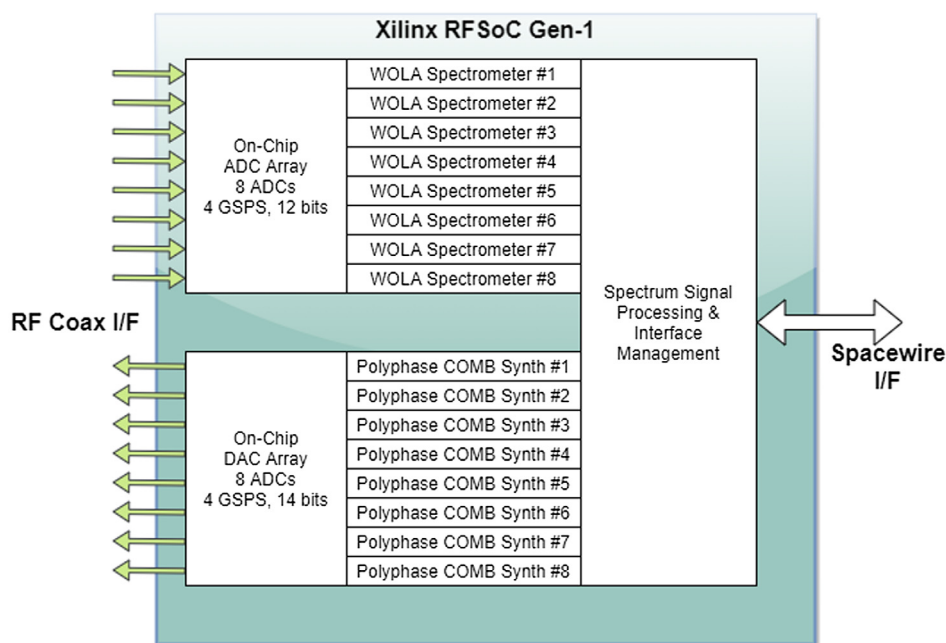 Xilinx RFSoC Gen-1
On-Chip
ADC Array
8 ADCs
4 GSPS, 12 bits
WOLA Spectrometer #1
WOLA Spectrometer #2
WOLA Spectrometer #3
WOLA Spectrometer #4
WOLA Spectrometer #5
WOLA Spectrometer #6
WOLA Spectrometer #7
WOLA Spectrometer #8
RF Coax I/F
Spectrum Signal
Processing &
Interface
Management
Spacewire
I/F
On-Chip
DAC Array
8 ADCs
4 GSPS, 14 bits
Polyphase COMB Synth #1
Polyphase COMB Synth #2
Polyphase COMB Synth #3
Polyphase COMB Synth #4
Polyphase COMB Synth #5
Polyphase COMB Synth #6
Polyphase COMB Synth #7
Polyphase COMB Synth #8